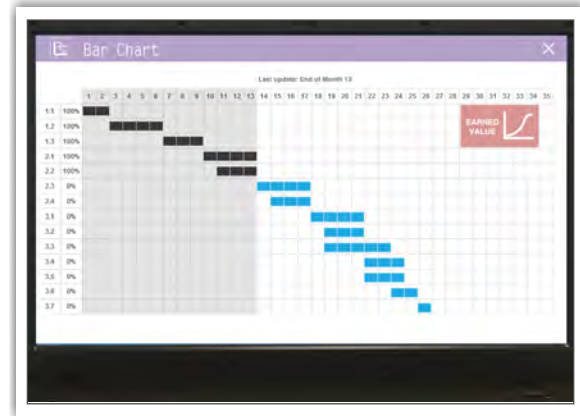 Bar Chart
Last update: End of Month 13
1 2 3 4 5 6 7 8 9 10 11 12 13 14 15 16 17 18 19 20 21 22 23 24 25 26 27 28 29 30 31 32 33 34 35
1.1 100%
EARNED
VALUE
1.2 100%
1.3 100%
2.1 100%
2.2 100%
2.3 0%
2.4 0%
3.1 0%
3.2 0%
3.3 0%
3.4 0%
3.5 0%
3.6 0%
3.7 0%